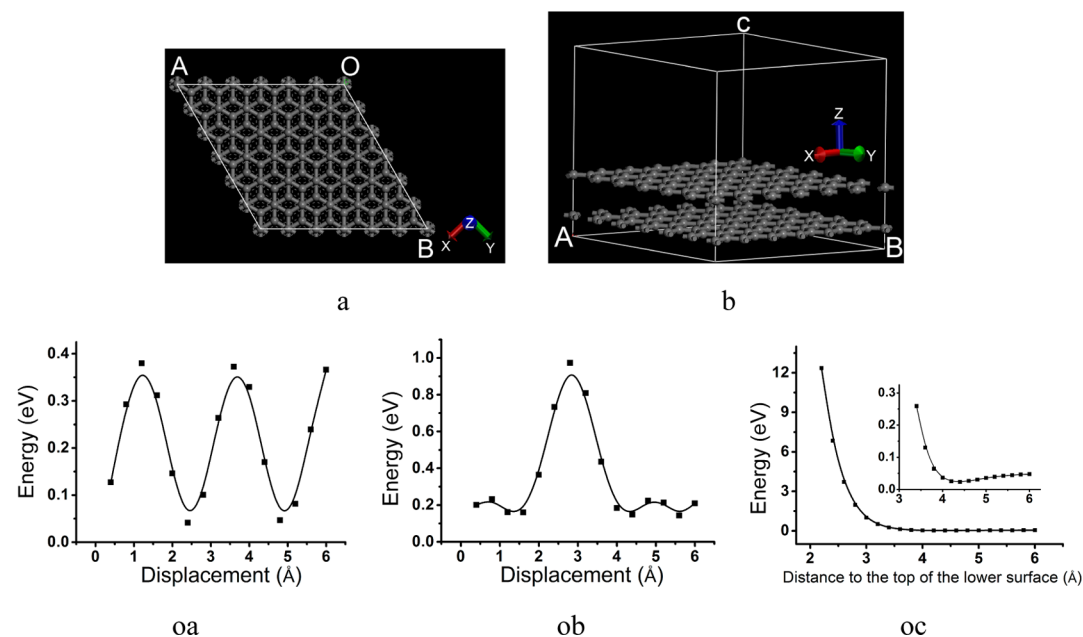 A
O
Z
X
Y
B
a
C
Z
X
Y
A
B
b
Energy (eV)
0.4
0.3
0.2
0.1
0.0
0 1 2 3 4 5 6
Displacement (Å)
oa
Energy (eV)
1.0
0.8
0.6
0.4
0.2
0.0
0 1 2 3 4 5 6
Displacement (Å)
ob
Energy (eV)
12
9
6
3
0
2 3 4 5 6
0.3
0.2
0.1
0.0
3 4 5 6
Distance to the top of the lower surface (Å)
oc